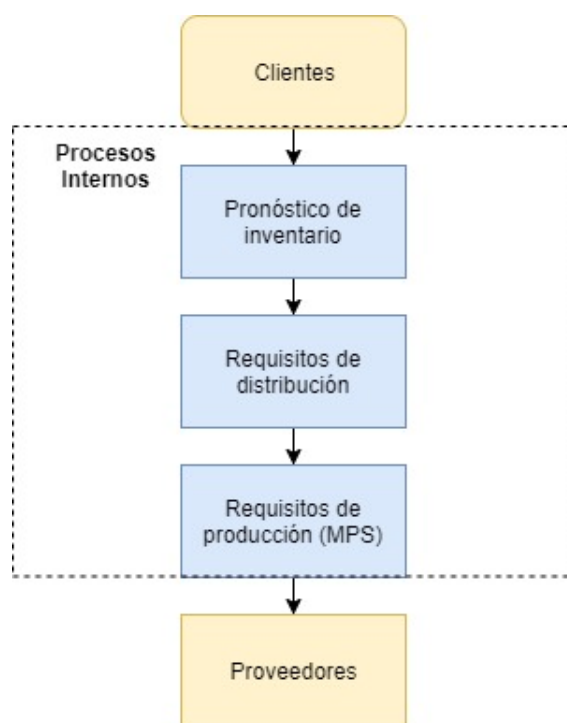 Clientes
Procesos
Internos
Pronóstico de
inventario
Requisitos de
distribución
Requisitos de
producción (MPS)
Proveedores